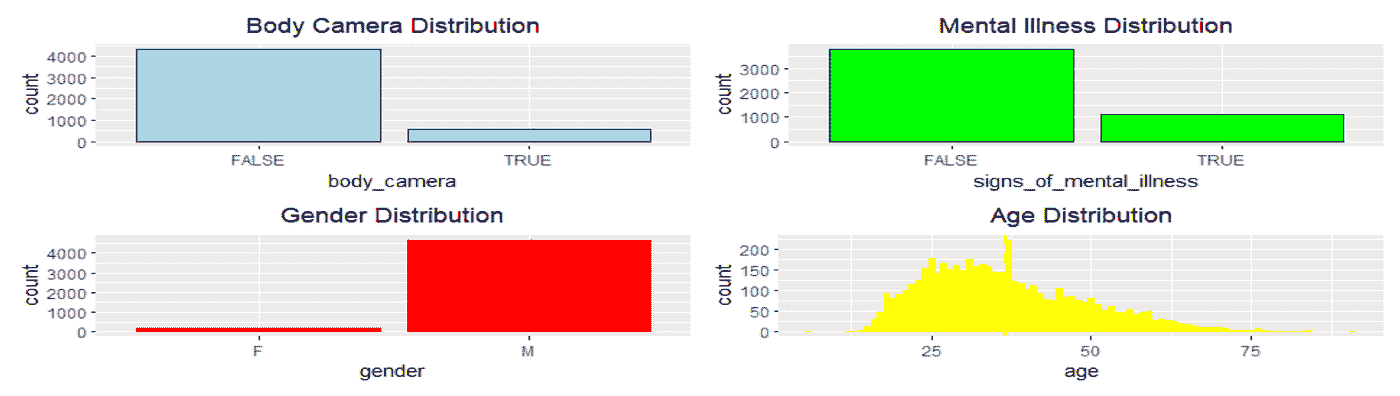 Body Camera Distribution
count
4000
3000
2000
1000
0
FALSE TRUE
body_camera
Mental Illness Distribution
count
3000
2000
1000
0
FALSE TRUE
signs_of_mental_illness
Gender Distribution
count
4000
3000
2000
1000
0
F M
gender
Age Distribution
count
200
150
100
50
0
25 50 75
age